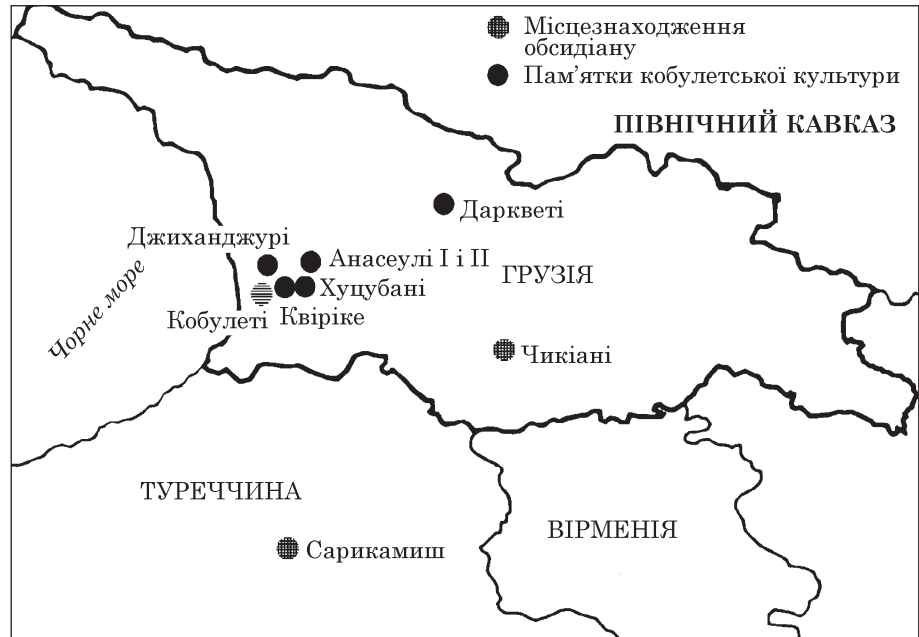 Місцезнаходження
обсидіану
Пам’ятки кобулетської культури
ПІВНІЧНИЙ КАВКАЗ
Даркветі
Джиханджурі
Анасеулі I і II
ГРУЗІЯ
Хуцубані
Чорне море
Кобулеті
Квіріке
Чикіані
ТУРЕЧЧИНА
ВІРМЕНІЯ
Сарикамиш